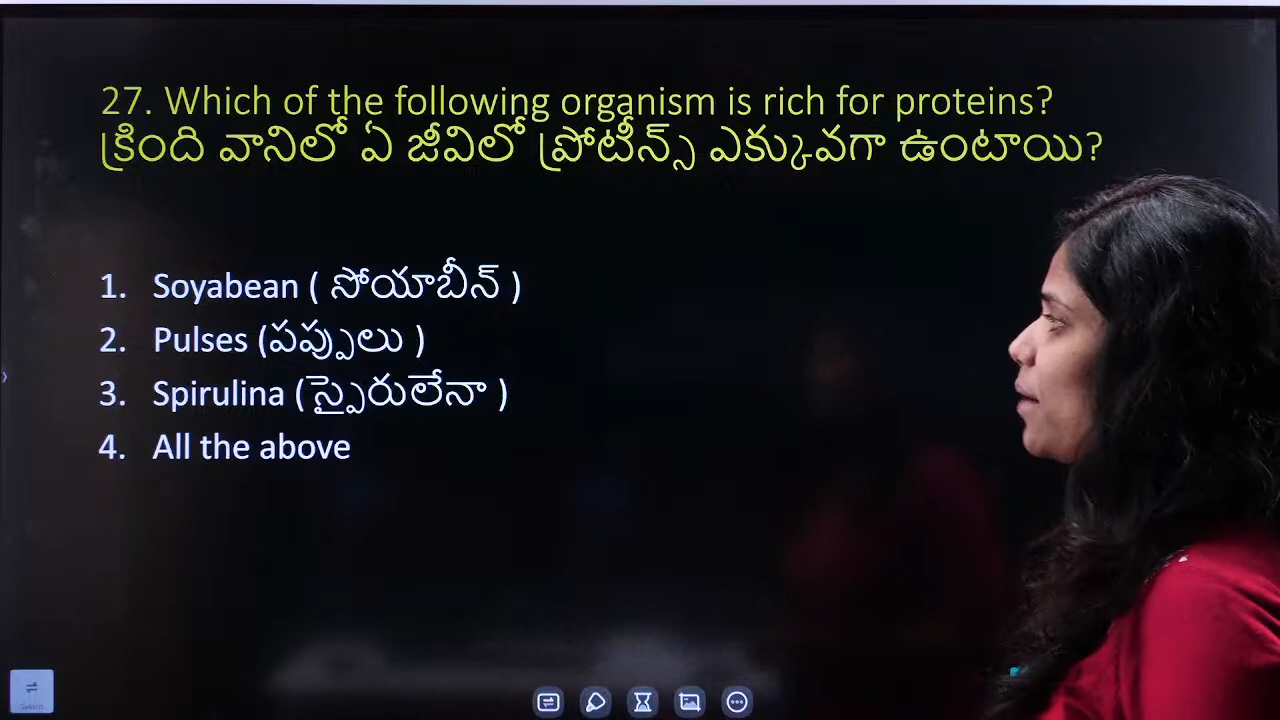 27. Which of the following organism is rich for proteins?
క్రింది వానిలో ఏ జీవిలో ప్రోటీన్స్ ఎక్కువగా ఉంటాయి?
1. Soyabean ( సోయాబీన్ )
2. Pulses (పప్పులు )
3. Spirulina (స్పైరులేనా )
4. All the above